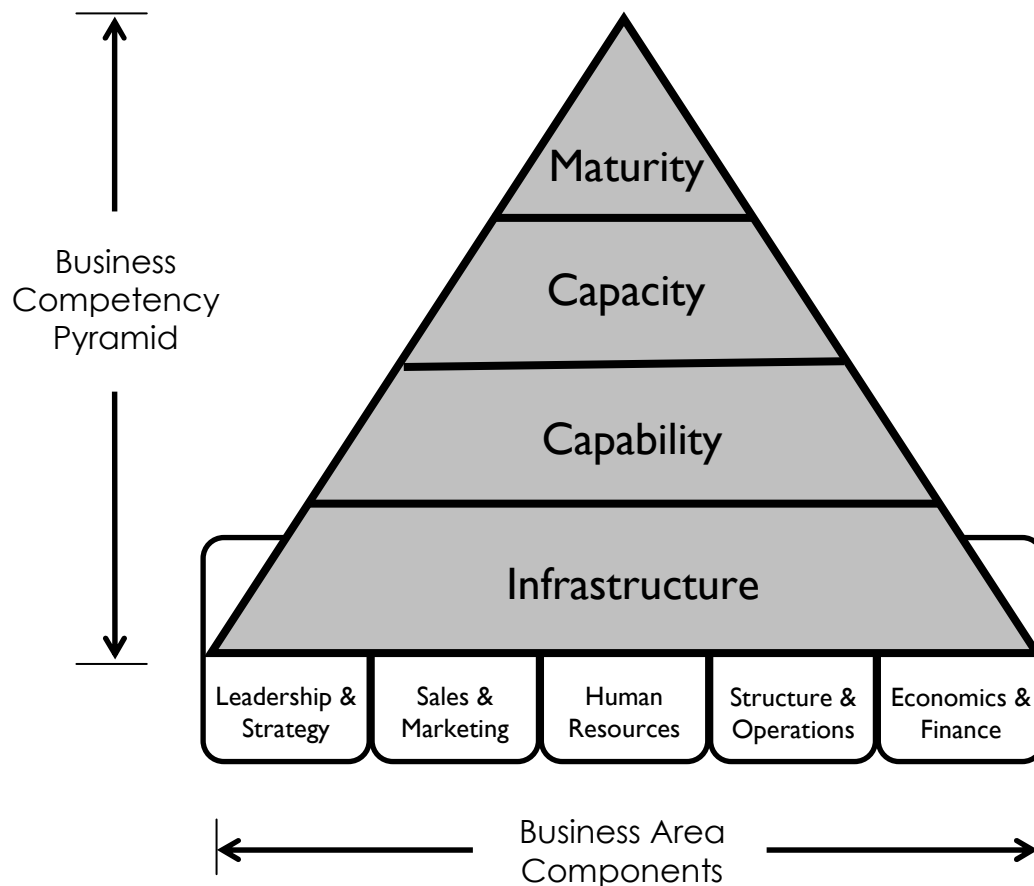 Maturity
Business
Competency
Pyramid
Capacity
Capability
Infrastructure
Leadership &
Strategy
Sales &
Marketing
Human
Resources
Structure &
Operations
Economics &
Finance
Business Area
Components